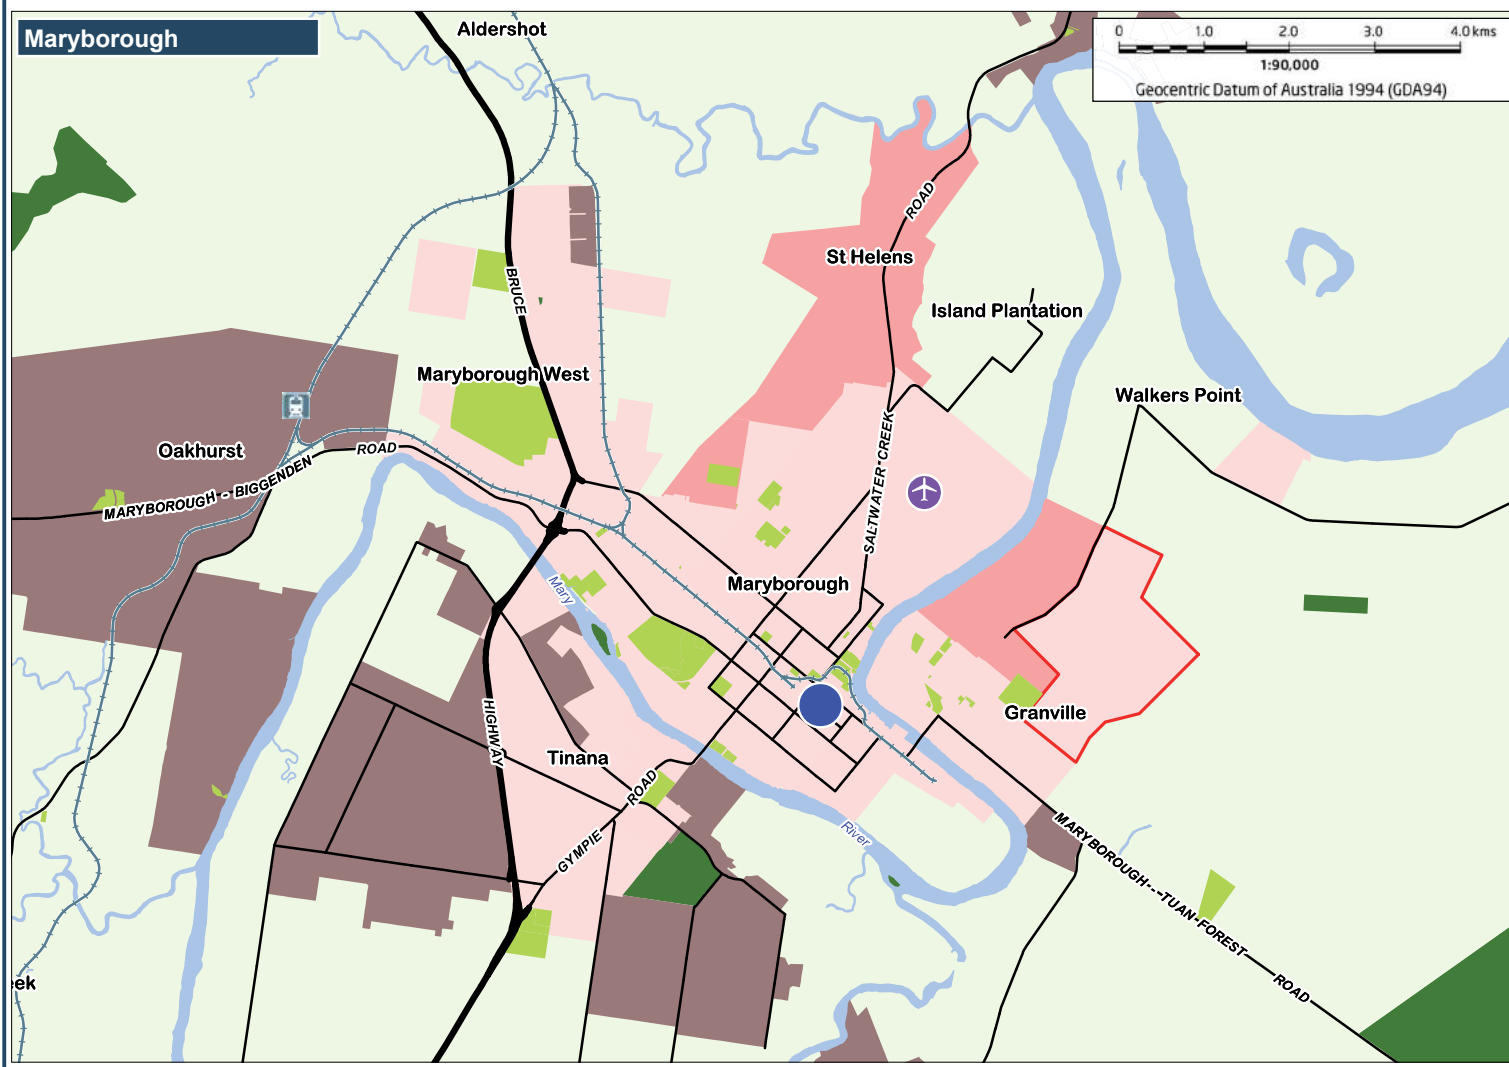 Maryborough
Aldershot
0 1.0 2.0 3.0 4.0 kms
1:90,000
Geocentric Datum of Australia 1994 (GDA94)
ROAD
St Helens
BRUCE
Island Plantation
Maryborough West
Walkers Point
Oakhurst
ROAD
MARYBOROUGH - BIGGENDEN
SALTWATER CREEK
Maryborough
Mary
Granville
HIGHWAY
Tinana
ROAD
GYMPIE
River
MARYBOROUGH - TUAN FOREST
ROAD
eek